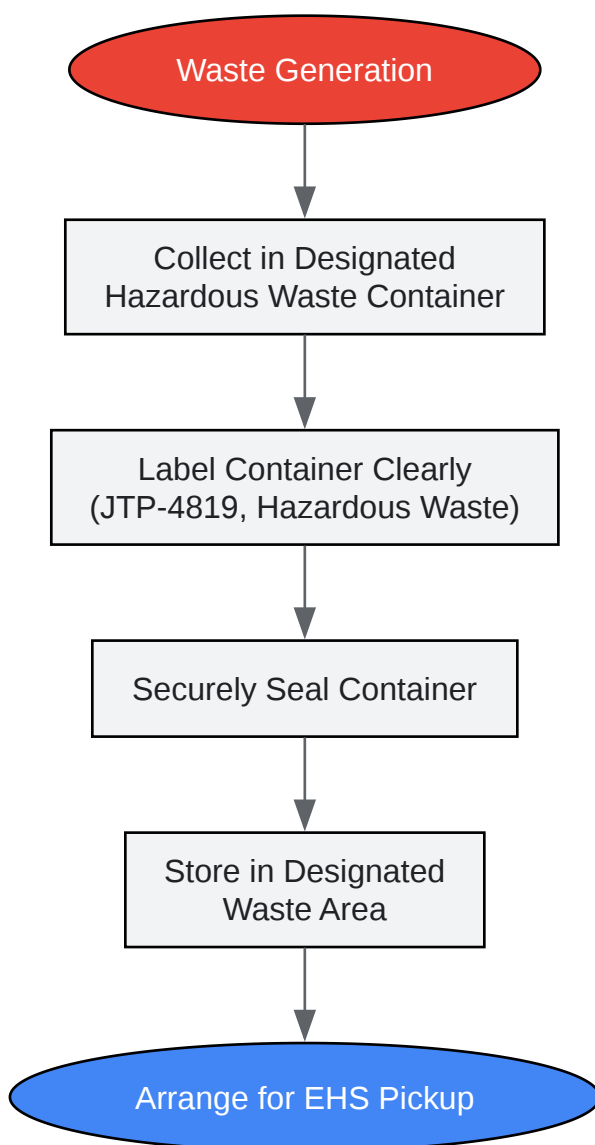 Waste Generation
Collect in Designated
Hazardous Waste Container
Label Container Clearly
(JTP-4819, Hazardous Waste)
Securely Seal Container
Store in Designated
Waste Area
Arrange for EHS Pickup